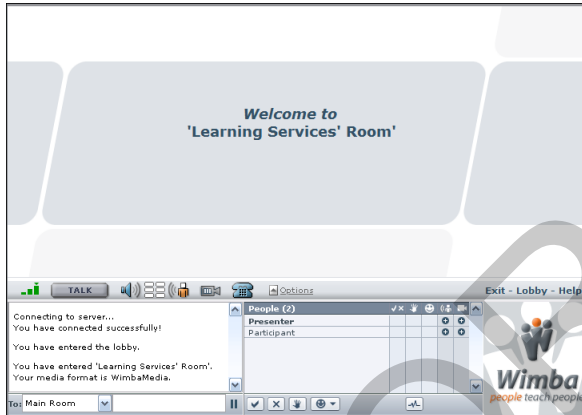 Welcome to
'Learning Services' Room'
TALK
Options
Exit - Lobby - Help
Connecting to server...
You have connected successfully!
You have entered the lobby.
You have entered 'Learning Services' Room'.
Your media format is WimbaMedia.
People (2)
Presenter
Participant
Wimba
people teach people
To: Main Room